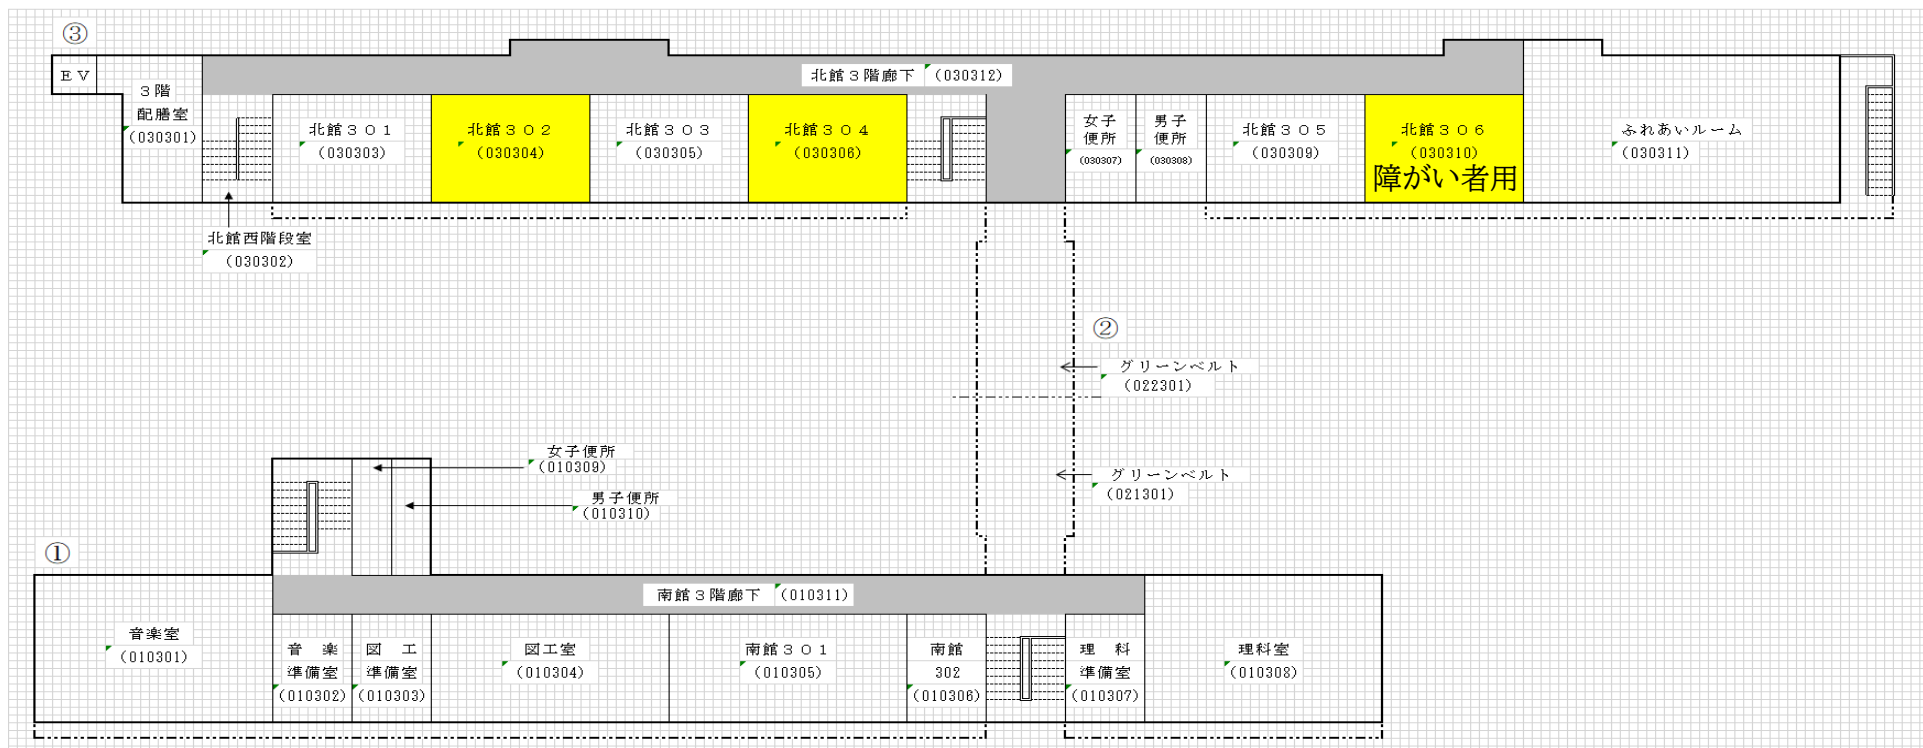 ③
ＥＶ
３階
配膳室
(030301)
北館３階廊下 (030312)
北館３０１
(030303)
北館３０２
(030304)
北館３０３
(030305)
北館３０４
(030306)
女子
便所
(030307)
男子
便所
(030308)
北館３０５
(030309)
北館３０６
(030310)
障がい者用
ふれあいルーム
(030311)
北館西階段室
(030302)
②
グリーンベルト
(022301)
グリーンベルト
(021301)
女子便所
(010309)
男子便所
(010310)
①
南館３階廊下 (010311)
音楽室
(010301)
音　楽
準備室
(010302)
図　工
準備室
(010303)
図工室
(010304)
南館３０１
(010305)
南館
302
(010306)
理　科
準備室
(010307)
理科室
(010308)